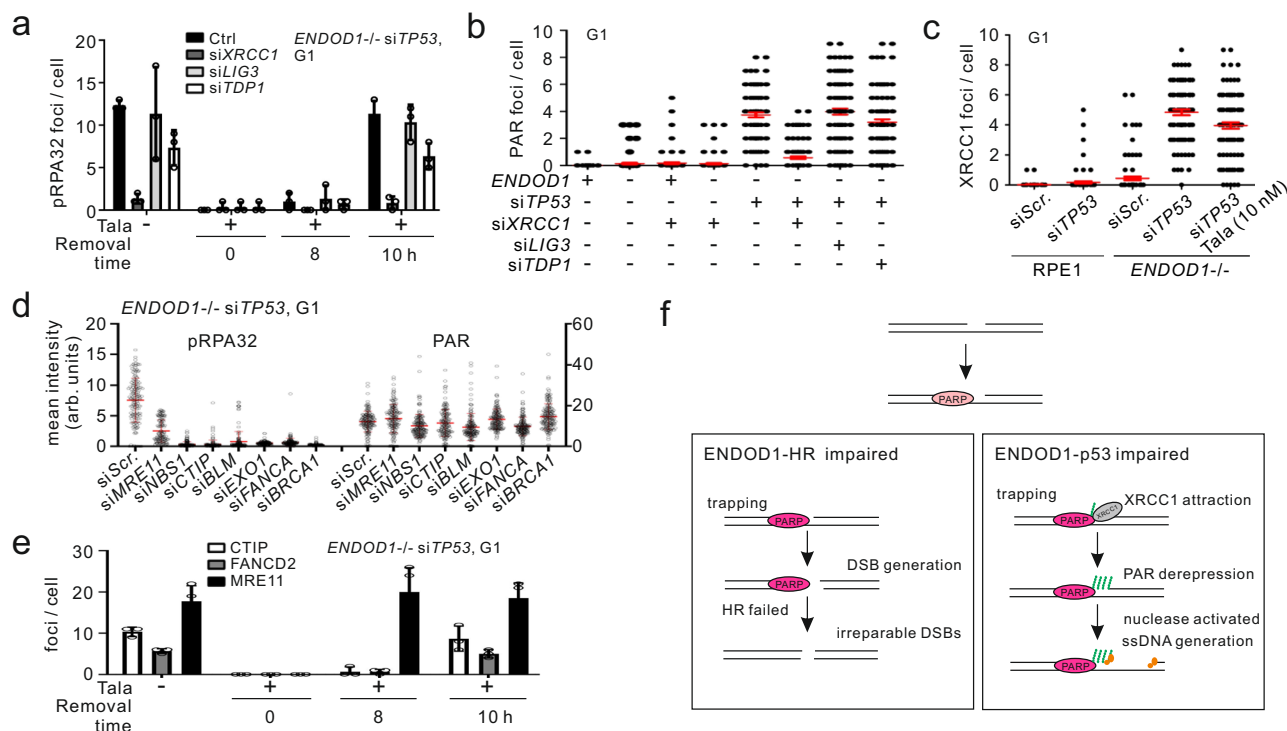 a
pRPA32 foci / cell
20
15
10
5
0
Ctrl
siXRCC1
siLIG3
siTDP1
ENDOD1-/- siTP53,
G1
Tala - + + +
Removal time 0 8 10 h
b
PAR foci / cell
10
8
6
4
2
0
G1
ENDOD1 + - + - - - - -
siTP53 - - - - + + + +
siXRCC1 - - + + - + - -
siLIG3 - - - - - - + -
siTDP1 - - - - - - - +
c
XRCC1 foci / cell
10
8
6
4
2
0
G1
siScr.
siTP53
siScr.
siTP53
siTP53
Tala (10 nM)
RPE1
ENDOD1-/-
d
ENDOD1-/- siTP53, G1
pRPA32
PAR
mean intensity
(arb. units)
20
15
10
5
0
60
40
20
0
siScr.
siMRE11
siNBS1
siCTIP
siBLM
siEXO1
siFANCA
siBRCA1
siScr.
siMRE11
siNBS1
siCTIP
siBLM
siEXO1
siFANCA
siBRCA1
e
foci / cell
30
20
10
0
CTIP
FANCD2
MRE11
ENDOD1-/- siTP53, G1
Tala - + + +
Removal time 0 8 10 h
f
PARP
ENDOD1-HR impaired
trapping
PARP
DSB generation
PARP
HR failed
irreparable DSBs
ENDOD1-p53 impaired
trapping
XRCC1 attraction
PARP
XRCC1
PAR derepression
PARP
nuclease activated
ssDNA generation
PARP